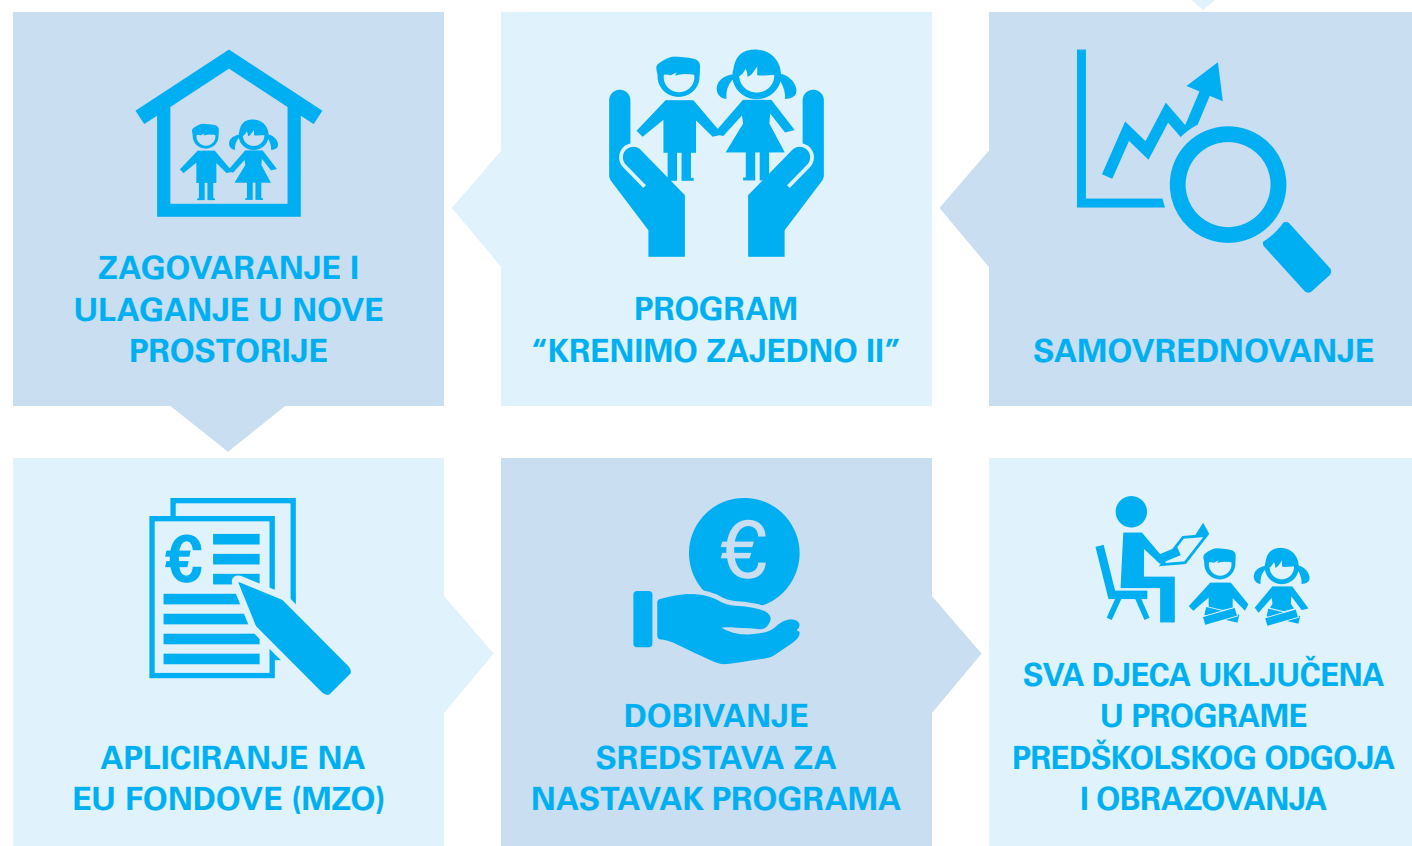 ZAGOVARANJE I
ULAGANJE U NOVE
PROSTORIJE
PROGRAM
“KRENIMO ZAJEDNO II”
SAMOVREDNOVANJE
€
APLICIRANJE NA
EU FONDOVE (MZO)
€
DOBIVANJE
SREDSTAVA ZA
NASTAVAK PROGRAMA
SVA DJECA UKLJUČENA
U PROGRAME
PREDŠKOLSKOG ODGOJA
I OBRAZOVANJA